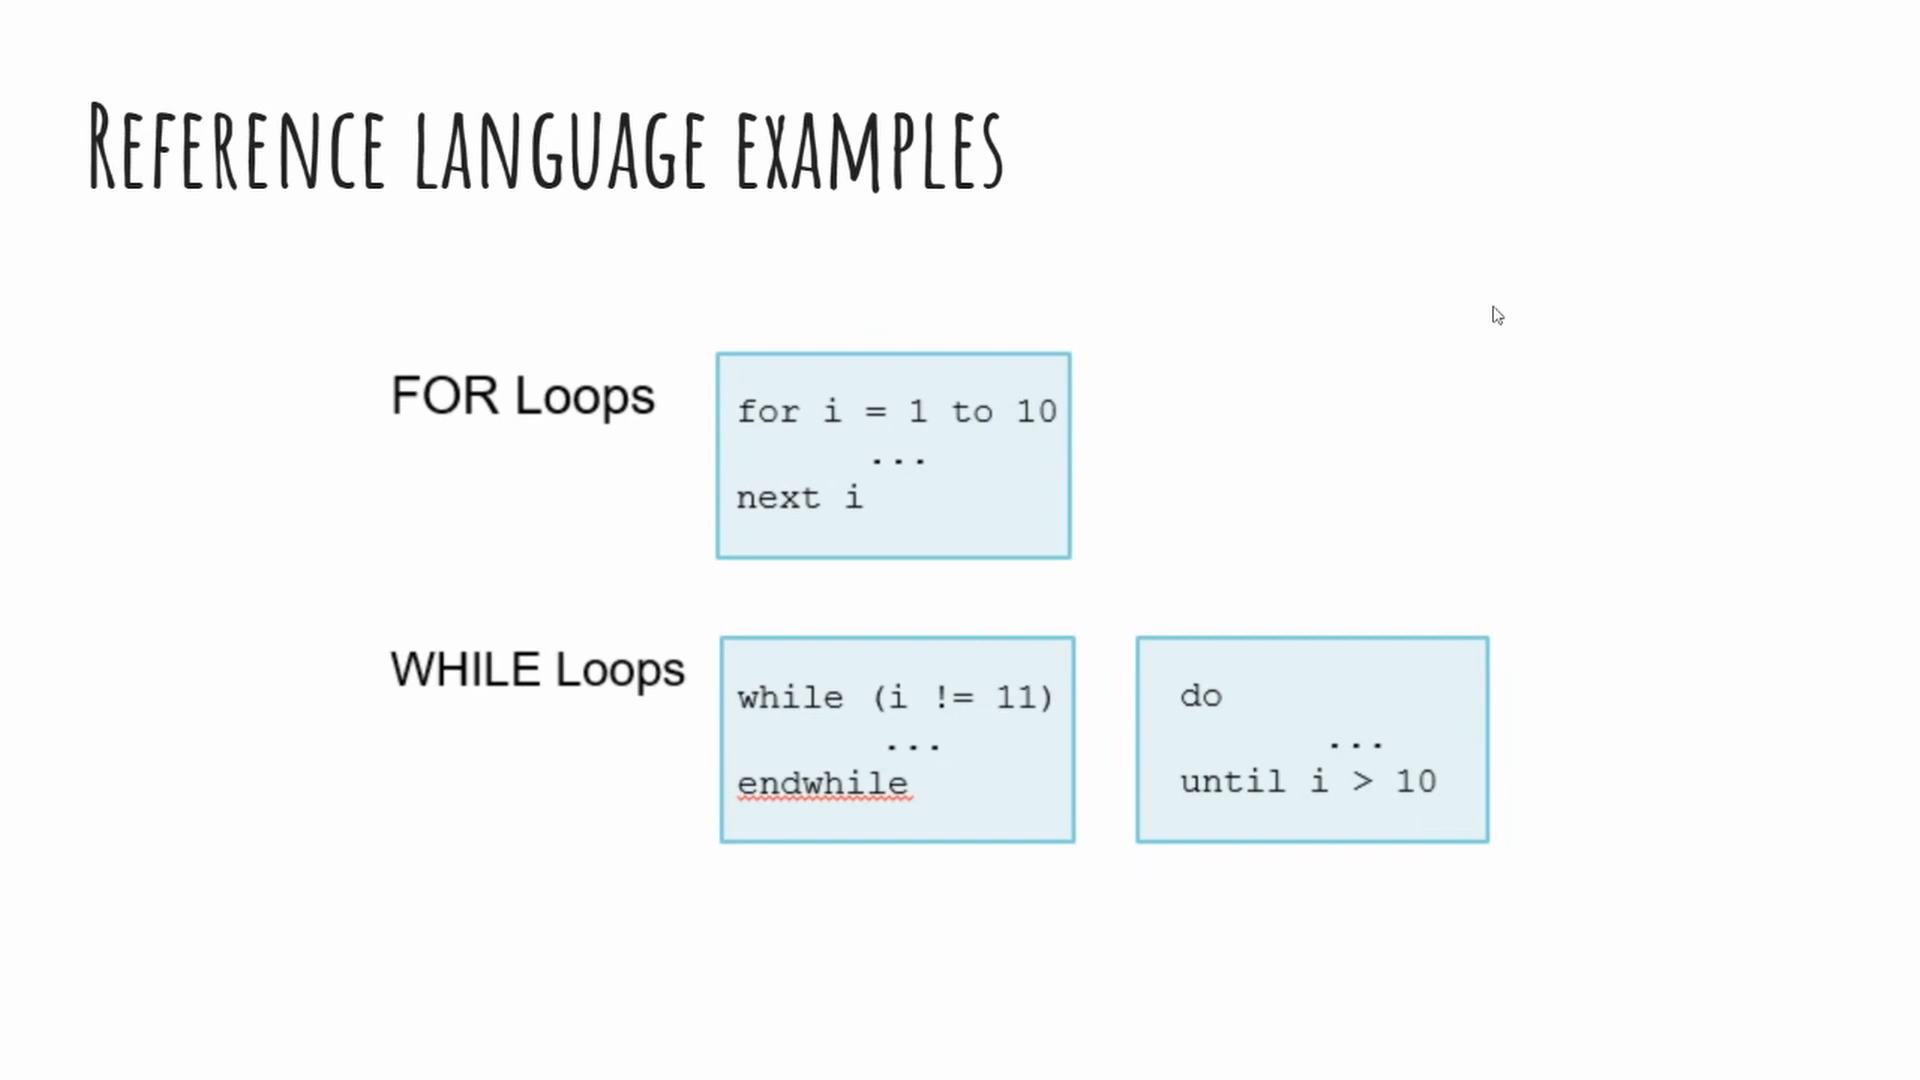 Reference language examples
FOR Loops
for i = 1 to 10
...
next i
WHILE Loops
while (i != 11)
...
endwhile
do
...
until i > 10